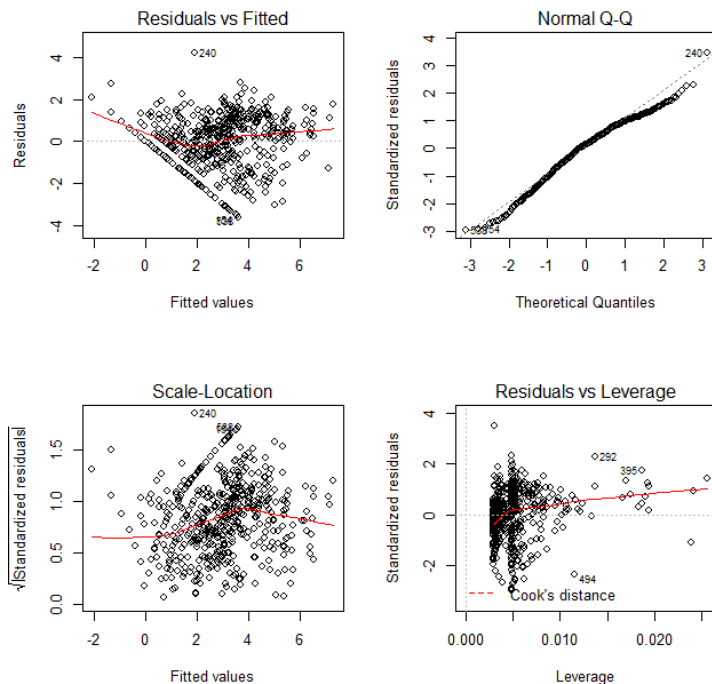 Residuals vs Fitted
Residuals
4
2
0
-2
-4
240
-2 0 2 4 6
Fitted values
Normal Q-Q
Standardized residuals
4
3
2
1
0
-1
-2
-3
240
-3 -2 -1 0 1 2 3
Theoretical Quantiles
Scale-Location
√|Standardized residuals|
1.5
1.0
0.5
0.0
240
-2 0 2 4 6
Fitted values
Residuals vs Leverage
Standardized residuals
4
2
0
-2
292
395
494
Cook's distance
0.000 0.010 0.020
Leverage